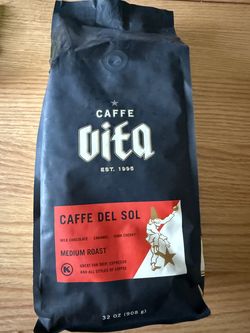 CAFFE
Vita
EST. 1995
CAFFE DEL SOL
MILK CHOCOLATE CARAMEL DARK CHERRY
MEDIUM ROAST
K
GREAT FOR DRIP, ESPRESSO
AND ALL STYLES OF COFFEE
32 OZ (908 g)